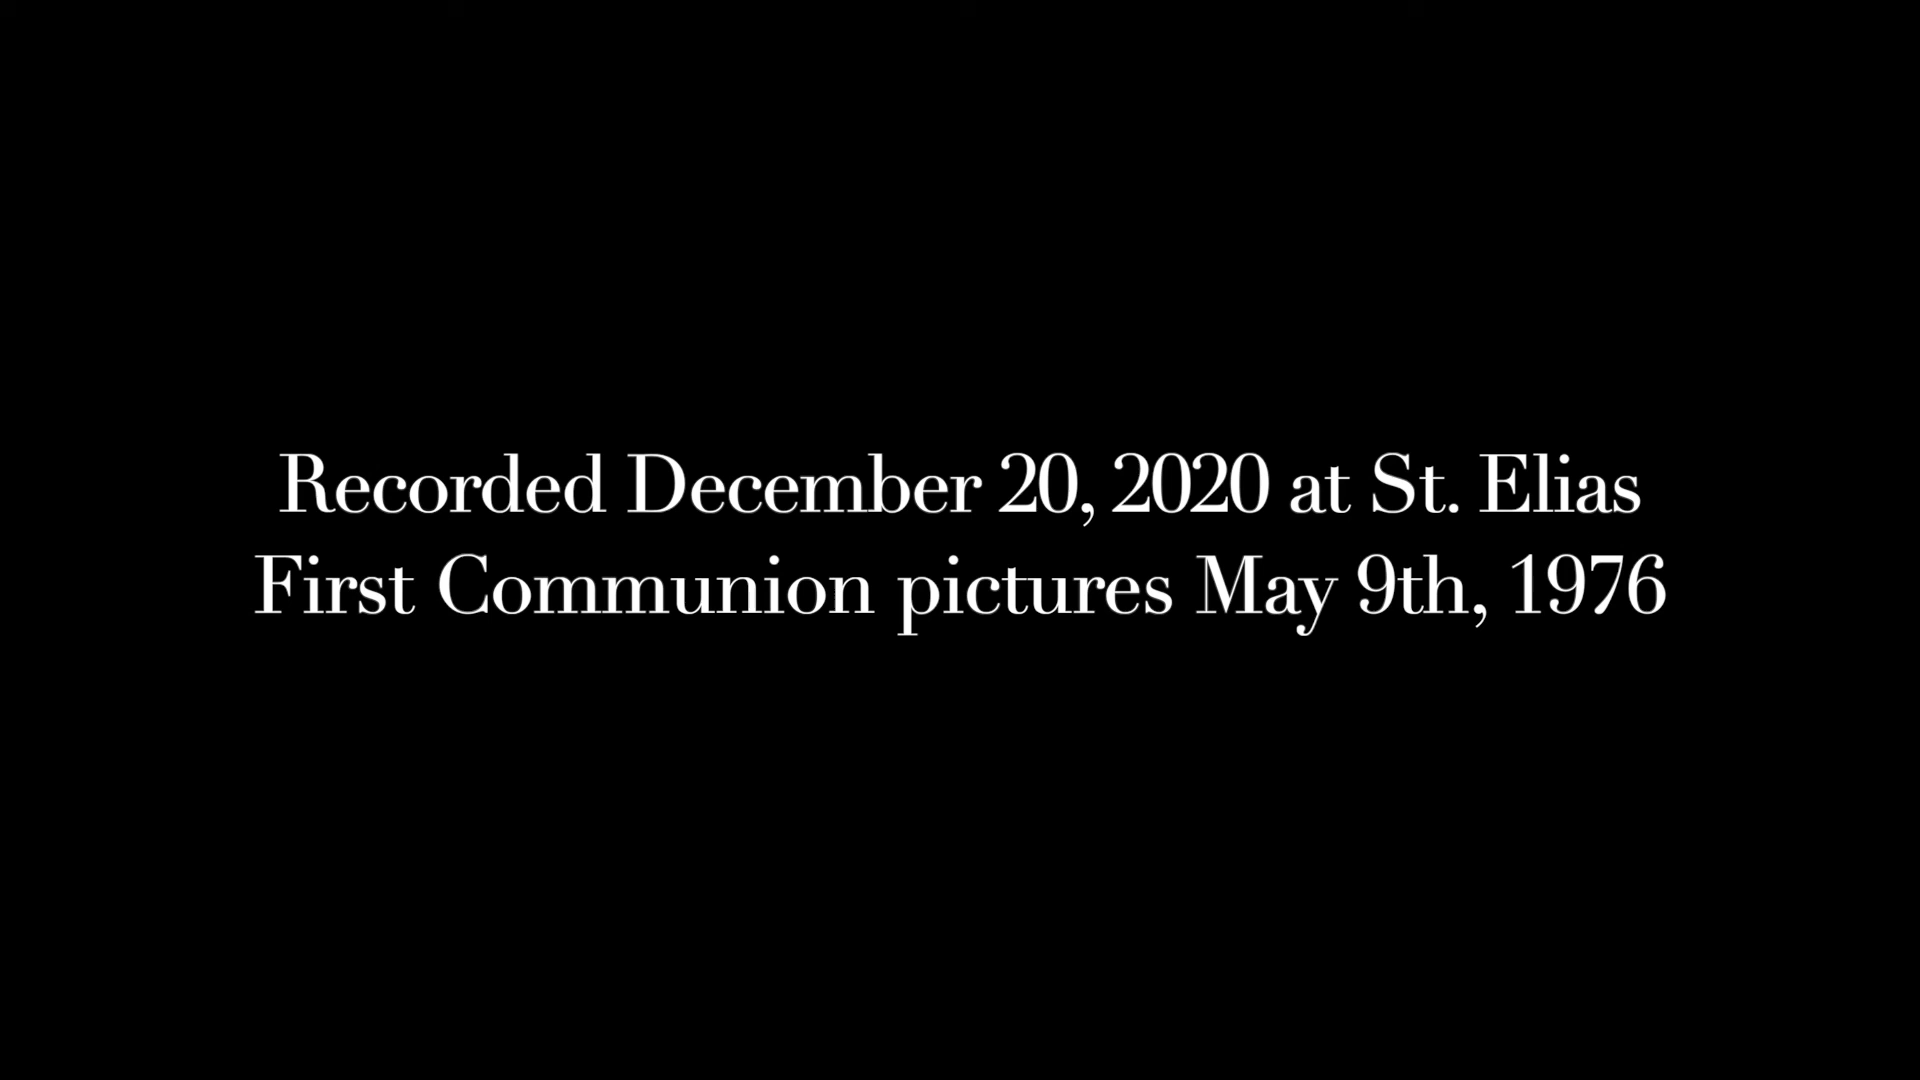 Recorded December 20, 2020 at St. Elias
First Communion pictures May 9th, 1976